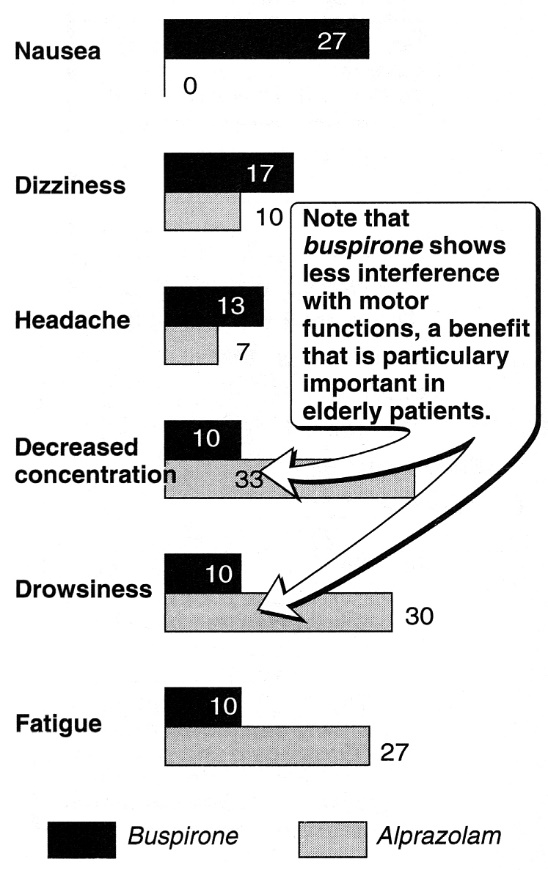 Nausea
27
0
Dizziness
17
10
Note that
buspirone shows
less interference
with motor
functions, a benefit
that is particulary
important in
elderly patients.
Headache
13
7
Decreased
concentration
10
33
Drowsiness
10
30
Fatigue
10
27
Buspirone
Alprazolam